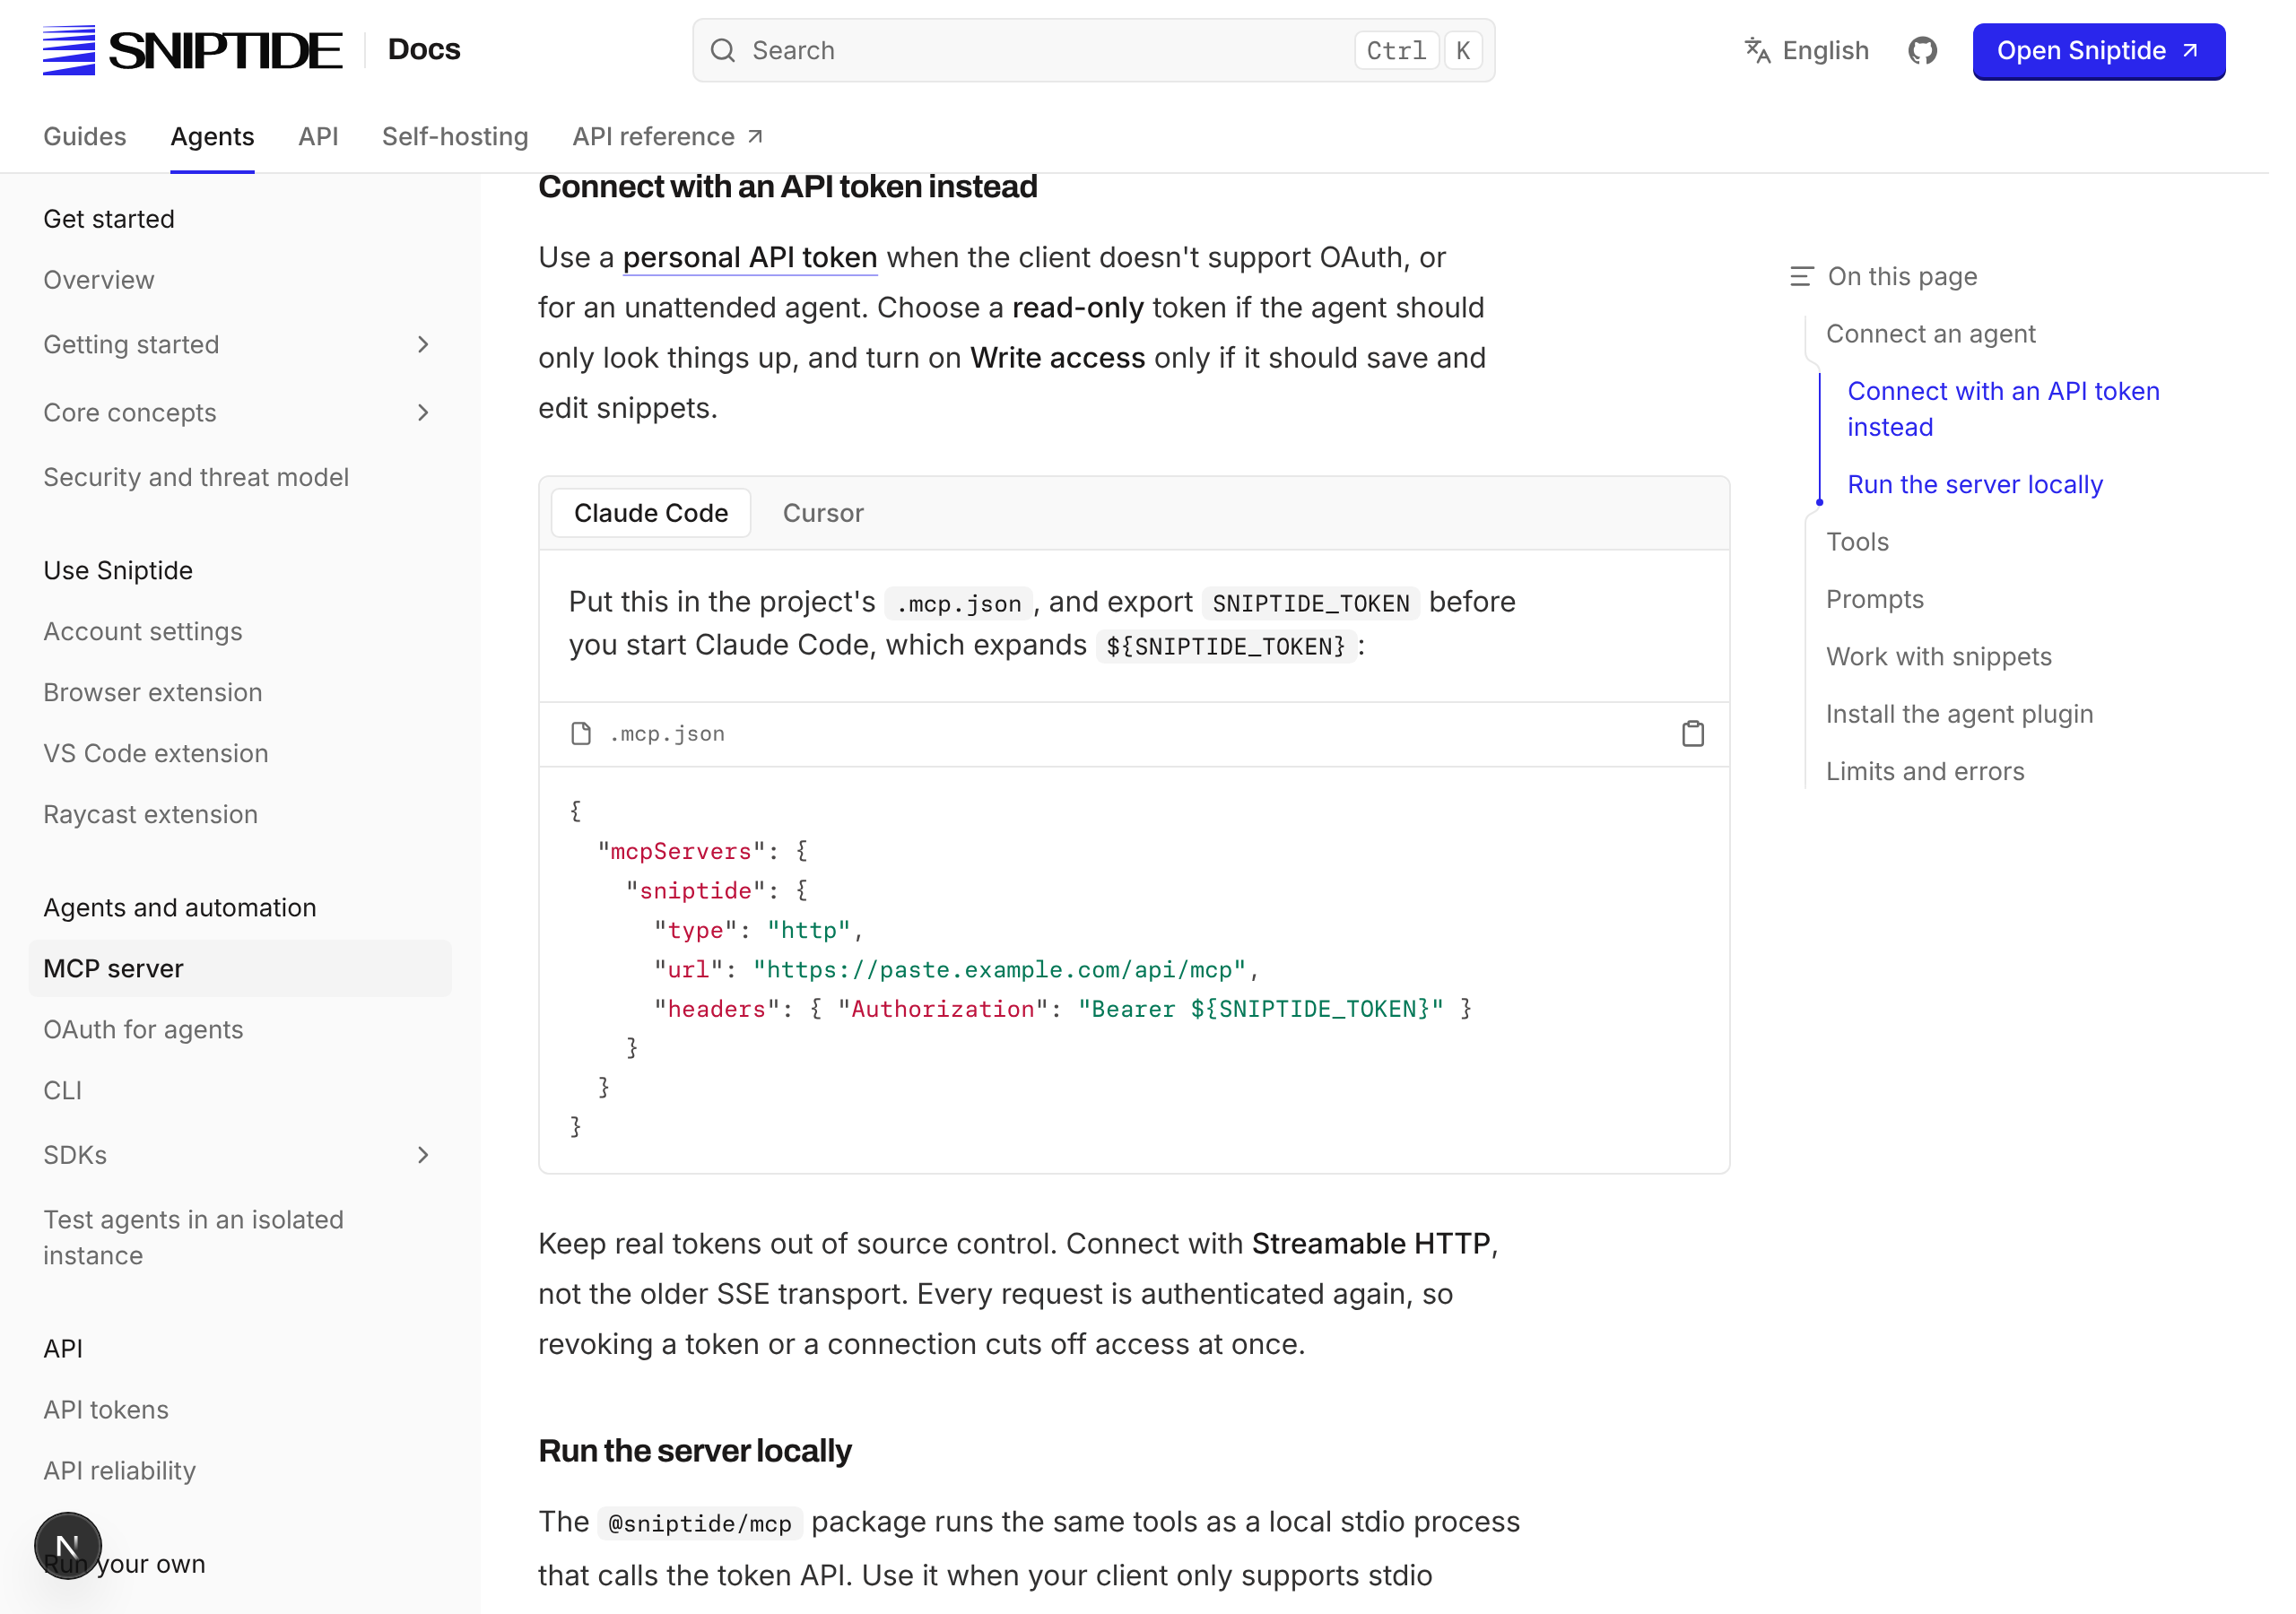 SNIPTIDE Docs
Search Ctrl K
English
Open Sniptide
Guides Agents API Self-hosting API reference
Get started
Overview
Getting started
Core concepts
Security and threat model
Use Sniptide
Account settings
Browser extension
VS Code extension
Raycast extension
Agents and automation
MCP server
OAuth for agents
CLI
SDKs
Test agents in an isolated
instance
API
API tokens
API reliability
N
Run your own
Connect with an API token instead
Use a personal API token when the client doesn't support OAuth, or
for an unattended agent. Choose a read-only token if the agent should
only look things up, and turn on Write access only if it should save and
edit snippets.
Claude Code Cursor
Put this in the project's .mcp.json, and export SNIPTIDE_TOKEN before
you start Claude Code, which expands ${SNIPTIDE_TOKEN}:
.mcp.json
{
  "mcpServers": {
    "sniptide": {
      "type": "http",
      "url": "https://paste.example.com/api/mcp",
      "headers": { "Authorization": "Bearer ${SNIPTIDE_TOKEN}" }
    }
  }
}
Keep real tokens out of source control. Connect with Streamable HTTP,
not the older SSE transport. Every request is authenticated again, so
revoking a token or a connection cuts off access at once.
Run the server locally
The @sniptide/mcp package runs the same tools as a local stdio process
that calls the token API. Use it when your client only supports stdio
On this page
Connect an agent
Connect with an API token
instead
Run the server locally
Tools
Prompts
Work with snippets
Install the agent plugin
Limits and errors